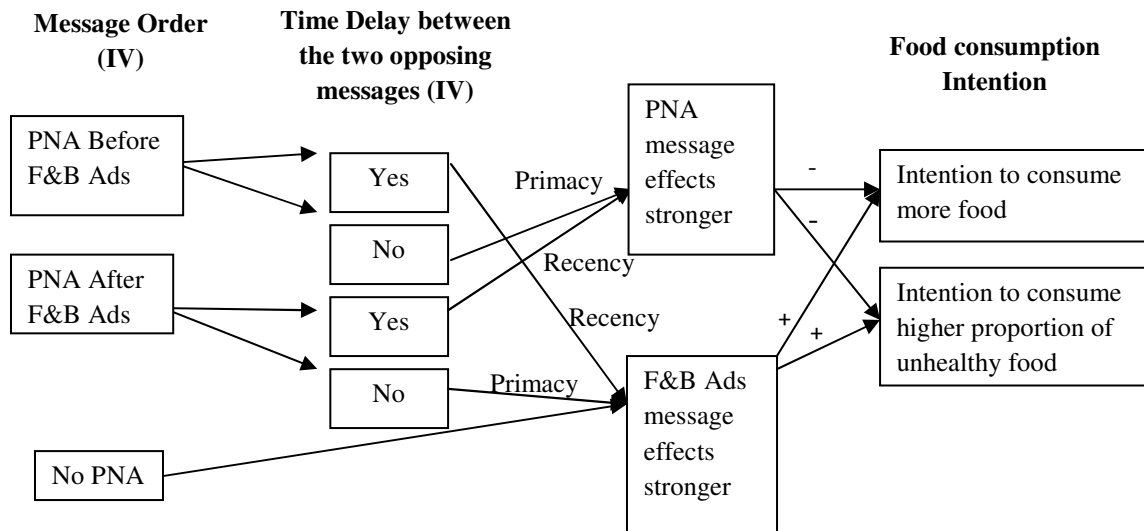 Message Order
(IV)
Time Delay between
the two opposing
messages (IV)
Food consumption
Intention
PNA Before
F&B Ads
PNA After
F&B Ads
No PNA
Yes
No
Yes
No
Primacy
Recency
Recency
Primacy
PNA
message
effects
stronger
F&B Ads
message
effects
stronger
-
-
+
+
Intention to consume
more food
Intention to consume
higher proportion of
unhealthy food